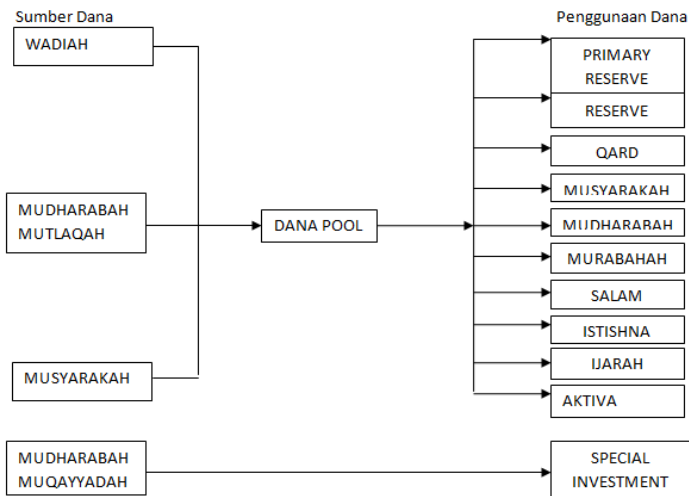 Sumber Dana
Penggunaan Dana
WADIAH
MUDHARABAH
MUTLAQAH
MUSYARAKAH
MUDHARABAH
MUQAYYADAH
DANA POOL
PRIMARY
RESERVE
RESERVE
QARD
MUSYARAKAH
MUDHARABAH
MURABAHAH
SALAM
ISTISHNA
IJARAH
AKTIVA
SPECIAL
INVESTMENT